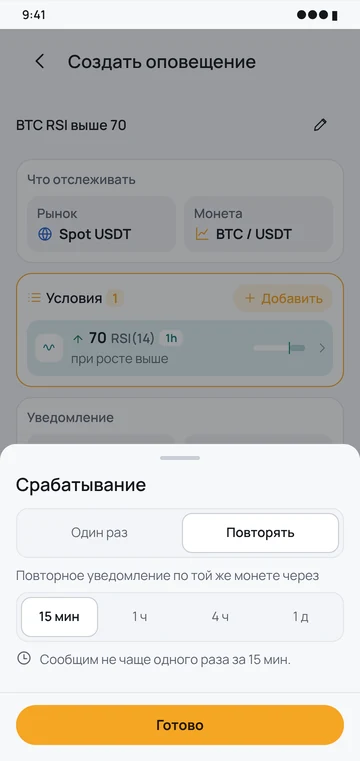 9:41
Создать оповещение
BTC RSI выше 70
Что отслеживать
Рынок
Spot USDT
Монета
BTC / USDT
Условия 1
+ Добавить
70 RSI(14) 1h
при росте выше
Уведомление
Срабатывание
Один раз
Повторять
Повторное уведомление по той же монете через
15 мин
1 ч
4 ч
1 д
Сообщим не чаще одного раза за 15 мин.
Готово